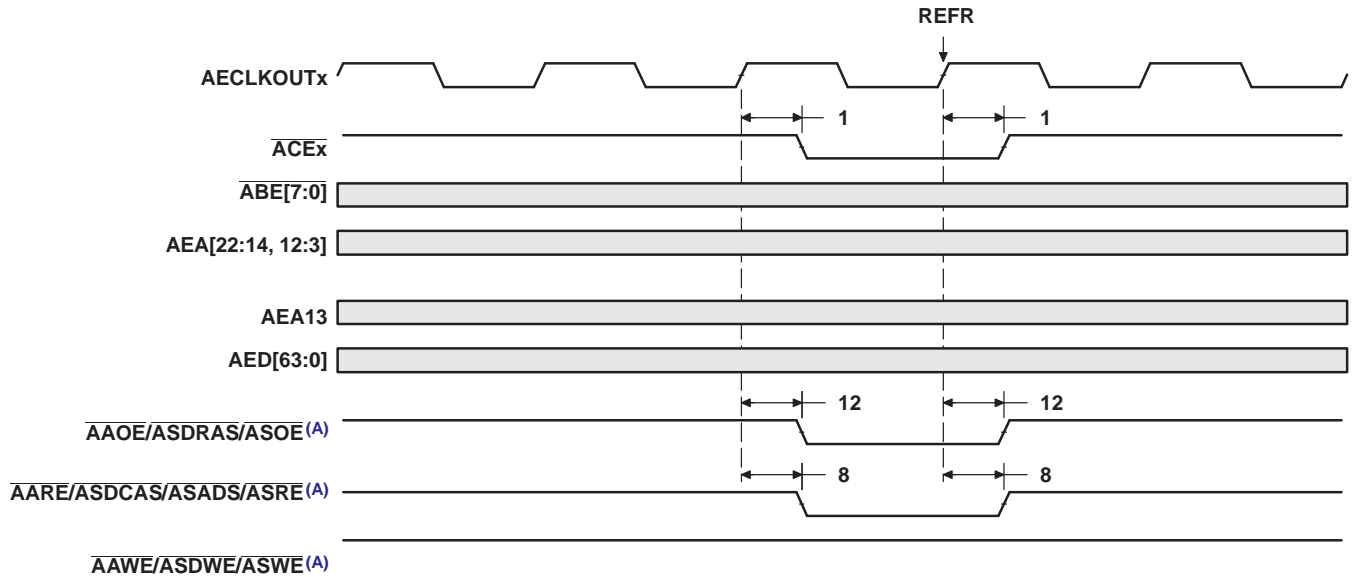 REFR
AECLKOUTx
1 1
ACEx
ABE[7:0]
AEA[22:14, 12:3]
AEA13
AED[63:0]
12 12
AAOE/ASDRAS/ASOE(A)
8 8
AARE/ASDCAS/ASADS/ASRE(A)
AAWE/ASDWE/ASWE(A)